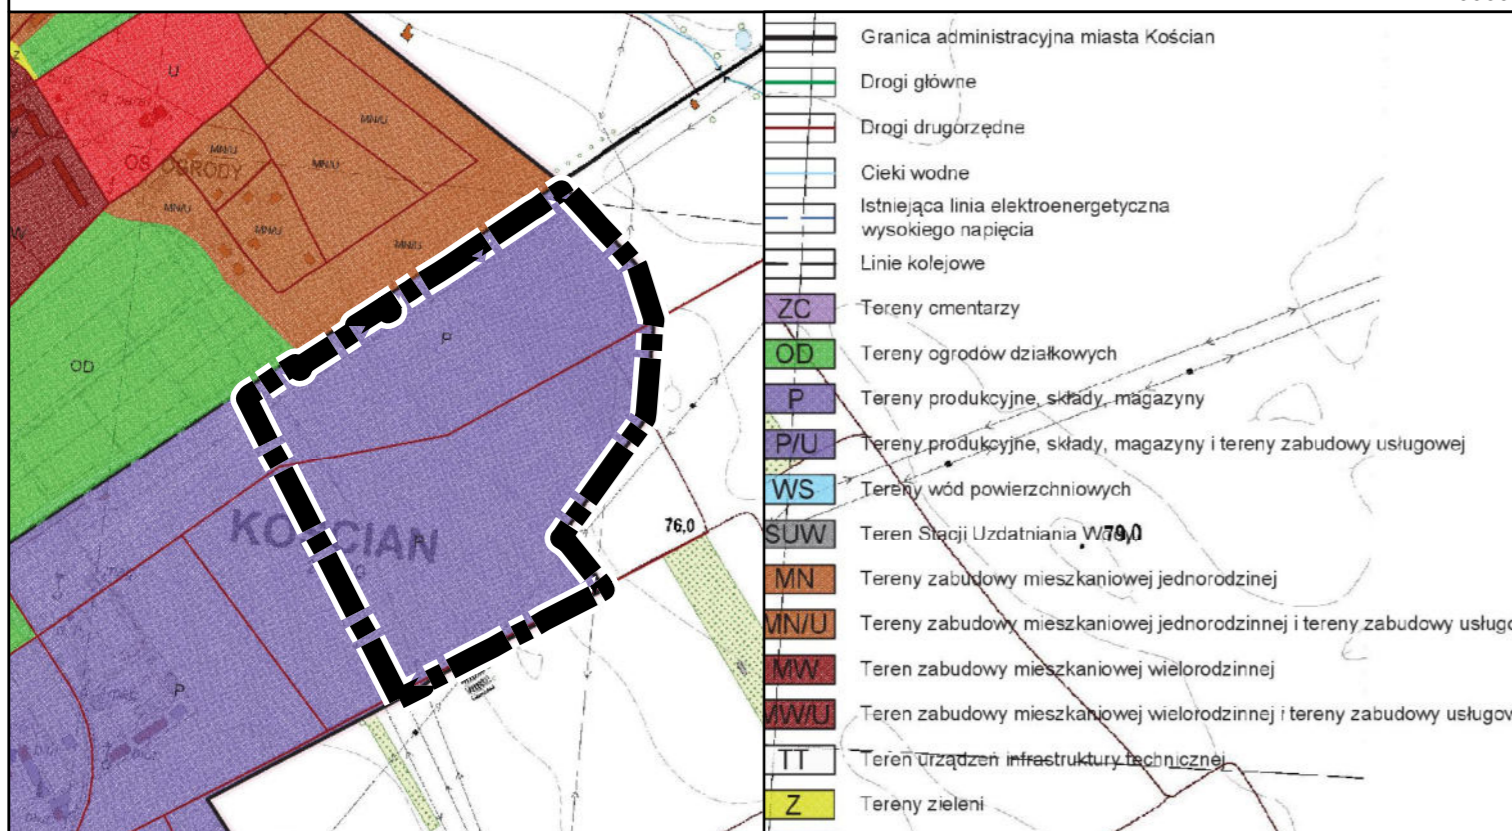 Z
U
OS. OGRODY
MN/U
MN/U
MN/U
MN/U
MN/U
MN/U
W
OD
P
KOŚCIAN
P
76,0
P
Granica administracyjna miasta Kościan
Drogi główne
Drogi drugorzędne
Cieki wodne
Istniejąca linia elektroenergetyczna
wysokiego napięcia
Linie kolejowe
ZC Tereny cmentarzy
OD Tereny ogrodów działkowych
P Tereny produkcyjne, składy, magazyny
P/U Tereny produkcyjne, składy, magazyny i tereny zabudowy usługowej
WS Tereny wód powierzchniowych
SUW Teren Stacji Uzdatniania Wody
79,0
MN Tereny zabudowy mieszkaniowej jednorodzinej
MN/U Tereny zabudowy mieszkaniowej jednorodzinnej i tereny zabudowy usługo
MW Teren zabudowy mieszkaniowej wielorodzinnej
MW/U Teren zabudowy mieszkaniowej wielorodzinnej i tereny zabudowy usługow
TT Teren urządzeń infrastruktury technicznej
Z Tereny zieleni